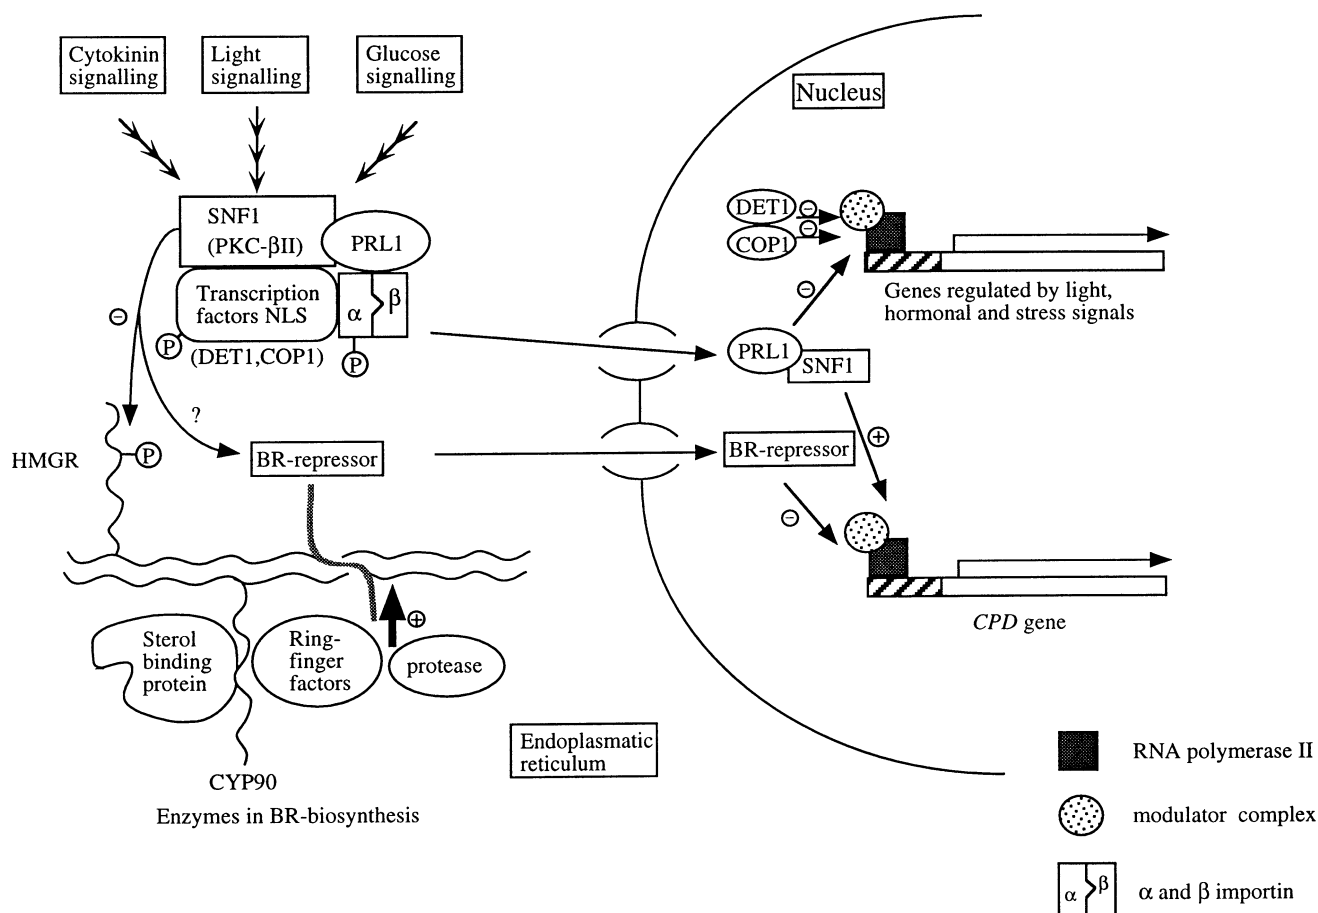 Cytokinin
signalling
Light
signalling
Glucose
signalling
Nucleus
SNF1
(PKC-βII)
PRL1
Transcription
factors NLS
α
β
P
P
(DET1,COP1)
−
?
HMGR
P
BR-repressor
DET1
−
COP1
−
Genes regulated by light,
hormonal and stress signals
−
PRL1
SNF1
BR-repressor
+
−
CPD gene
+
Sterol
binding
protein
Ring-
finger
factors
protease
CYP90
Enzymes in BR-biosynthesis
Endoplasmatic
reticulum
RNA polymerase II
modulator complex
α
β
α and β importin